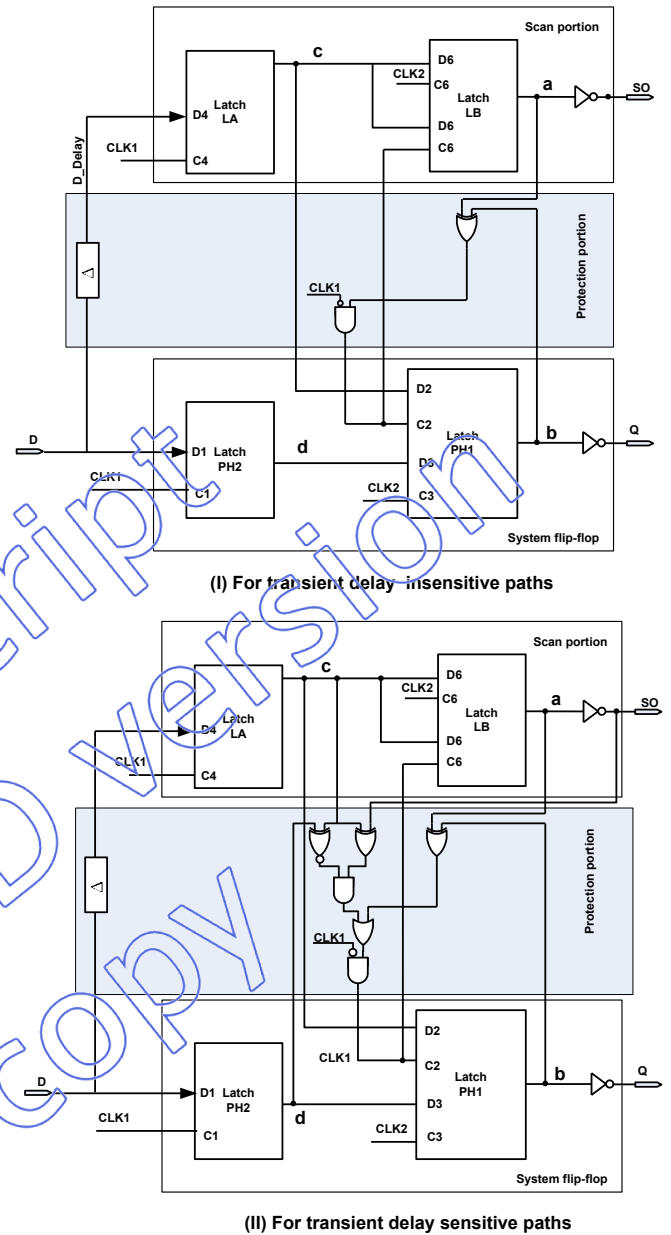 Scan portion
c
CLK2
D6
C6
Latch
LB
D6
C6
a
SO
Latch
LA
D4
C4
CLK1
D_Delay
Δ
CLK1
Protection portion
D
D1
Latch
PH2
C1
CLK1
d
D2
C2
Latch
PH1
D3
C3
CLK2
b
Q
System flip-flop
(I) For transient delay insensitive paths
Scan portion
c
CLK2
D6
C6
Latch
LB
D6
C6
a
SO
Latch
LA
D4
C4
CLK1
Δ
CLK1
Protection portion
D
D1
Latch
PH2
C1
CLK1
d
CLK1
D2
C2
Latch
PH1
D3
C3
CLK2
b
Q
System flip-flop
(II) For transient delay sensitive paths
cript
D version
copy